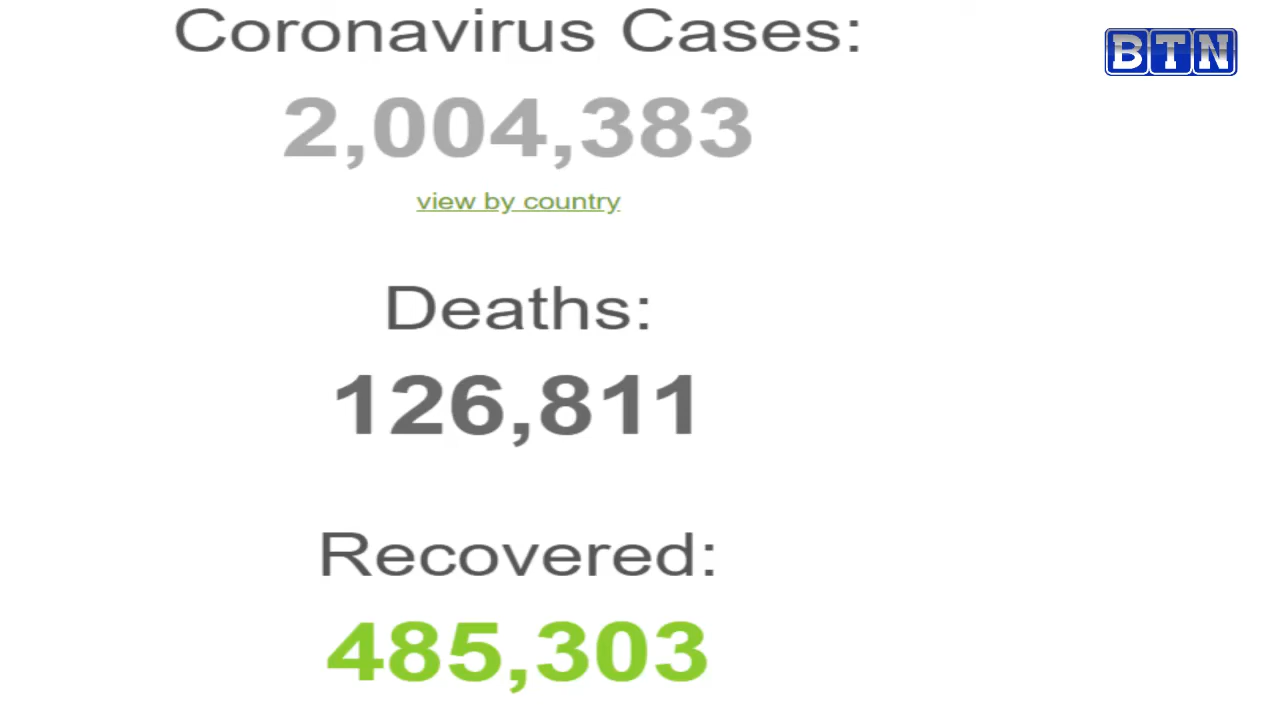 Coronavirus Cases:
BTN
2,004,383
view by country
Deaths:
126,811
Recovered:
485,303